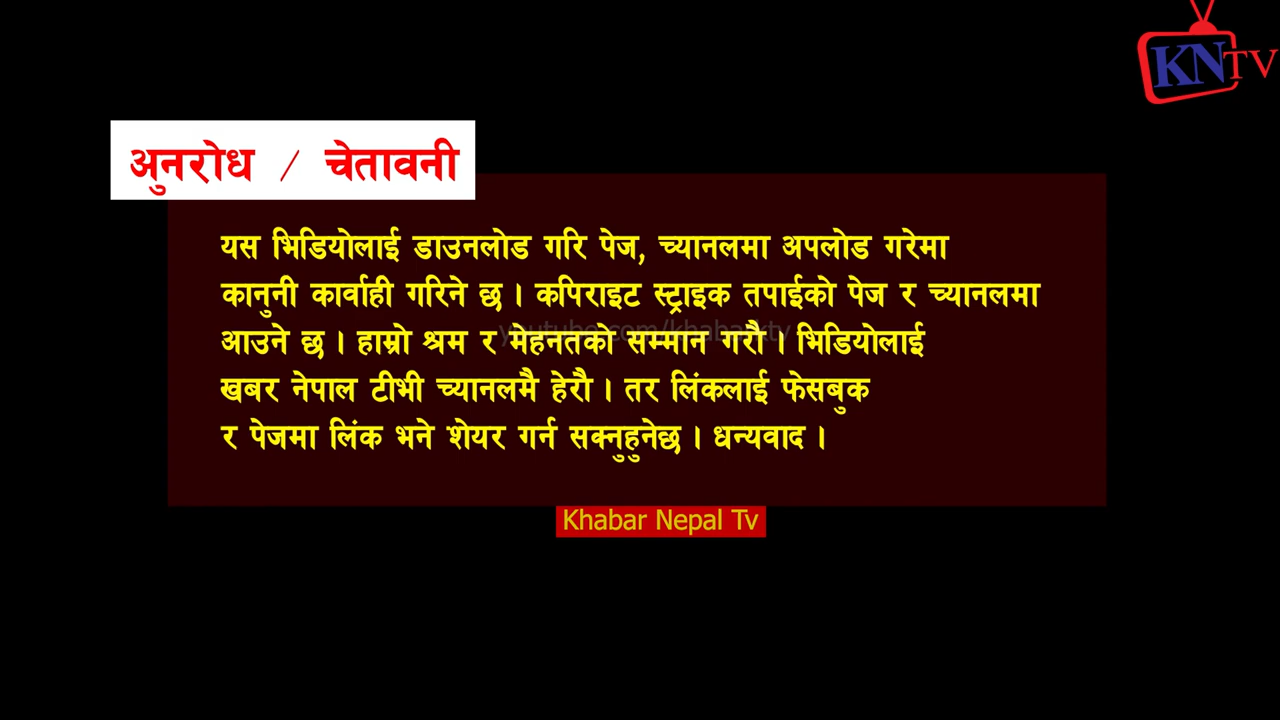 KNTV
अुनरोध / चेतावनी
यस भिडियोलाई डाउनलोड गरि पेज, च्यानलमा अपलोड गरेमा
कानुनी कार्वाही गरिने छ । कपिराइट स्ट्राइक तपाईको पेज र च्यानलमा
आउने छ । हाम्रो श्रम र मेहनतको सम्मान गरौ । भिडियोलाई
खबर नेपाल टीभी च्यानलमै हेरौ । तर लिंकलाई फेसबुक
र पेजमा लिंक भने शेयर गर्न सक्नुहुनेछ । धन्यवाद ।
Khabar Nepal Tv